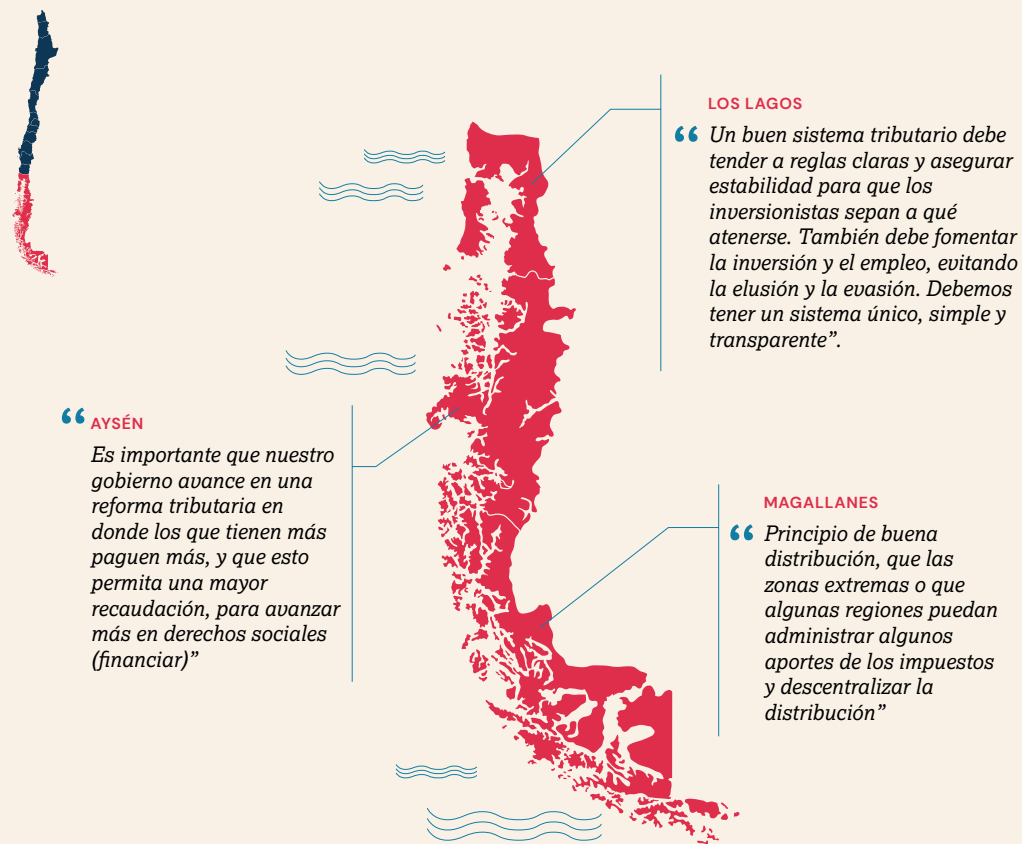 LOS LAGOS
“ Un buen sistema tributario debe
tender a reglas claras y asegurar
estabilidad para que los
inversionistas sepan a qué
atenerse. También debe fomentar
la inversión y el empleo, evitando
la elusión y la evasión. Debemos
tener un sistema único, simple y
transparente”.
“ AYSÉN
Es importante que nuestro
gobierno avance en una
reforma tributaria en
donde los que tienen más
paguen más, y que esto
permita una mayor
recaudación, para avanzar
más en derechos sociales
(financiar)”
MAGALLANES
“ Principio de buena
distribución, que las
zonas extremas o que
algunas regiones puedan
administrar algunos
aportes de los impuestos
y descentralizar la
distribución”